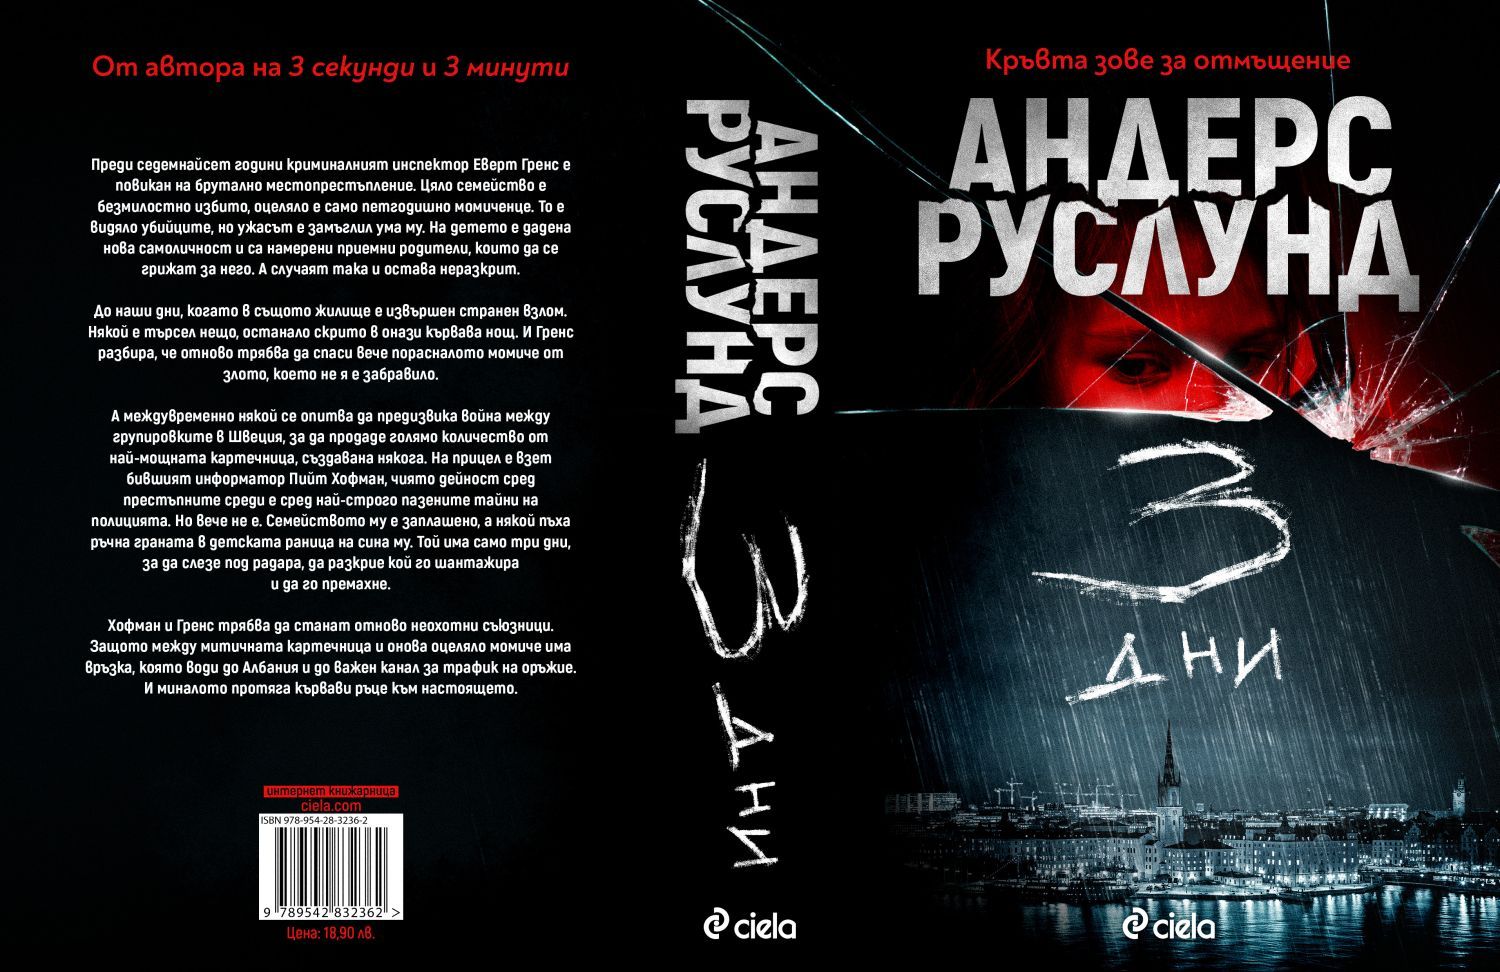 От автора на 3 секунди и 3 минути
Преди седемнайсет години криминалният инспектор Еверт Гренс е
повикан на брутално местопрестъпление. Цяло семейство е
безмилостно избито, оцеляло е само петгодишно момиченце. То е
видяло убийците, но ужасът е замъглил ума му. На детето е дадена
нова самоличност и са намерени приемни родители, които да се
грижат за него. А случаят така и остава неразкрит.
До наши дни, когато в същото жилище е извършен странен взлом.
Някой е търсел нещо, останало скрито в онази кървава нощ. И Гренс
разбира, че отново трябва да спаси вече порасналото момиче от
злото, което не я е забравило.
А междувременно някой се опитва да предизвика война между
групировките в Швеция, за да продаде голямо количество от
най-мощната картечница, създавана някога. На прицел е взет
бившият информатор Пийт Хофман, чиято дейност сред
престъпните среди е сред най-строго пазените тайни на
полицията. Но вече не е. Семейството му е заплашено, а някой пъха
ръчна граната в детската раница на сина му. Той има само три дни,
за да слезе под радара, да разкрие кой го шантажира
и да го премахне.
Хофман и Гренс трябва да станат отново неохотни съюзници.
Защото между митичната картечница и онова оцеляло момиче има
връзка, която води до Албания и до важен канал за трафик на оръжие.
И миналото протяга кървави ръце към настоящето.
интернет книжарница
ciela.com
ISBN 978-954-28-3236-2
9 789542 832362 >
Цена: 18,90 лв.
АНДЕРС
РУСЛУНД
3 дни
ciela
Кръвта зове за отмъщение
АНДЕРС
РУСЛУНД
3
дни
ciela